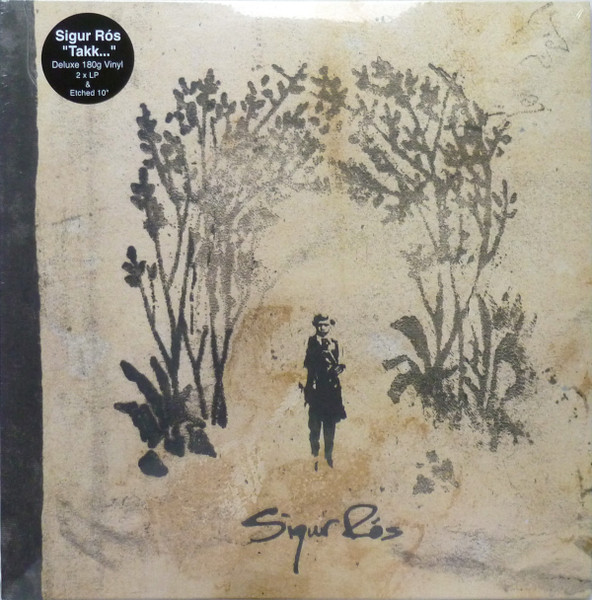 Sigur Rós
"Takk..."
Deluxe 180g Vinyl
2 x LP
&
Etched 10"
Sigur Rós